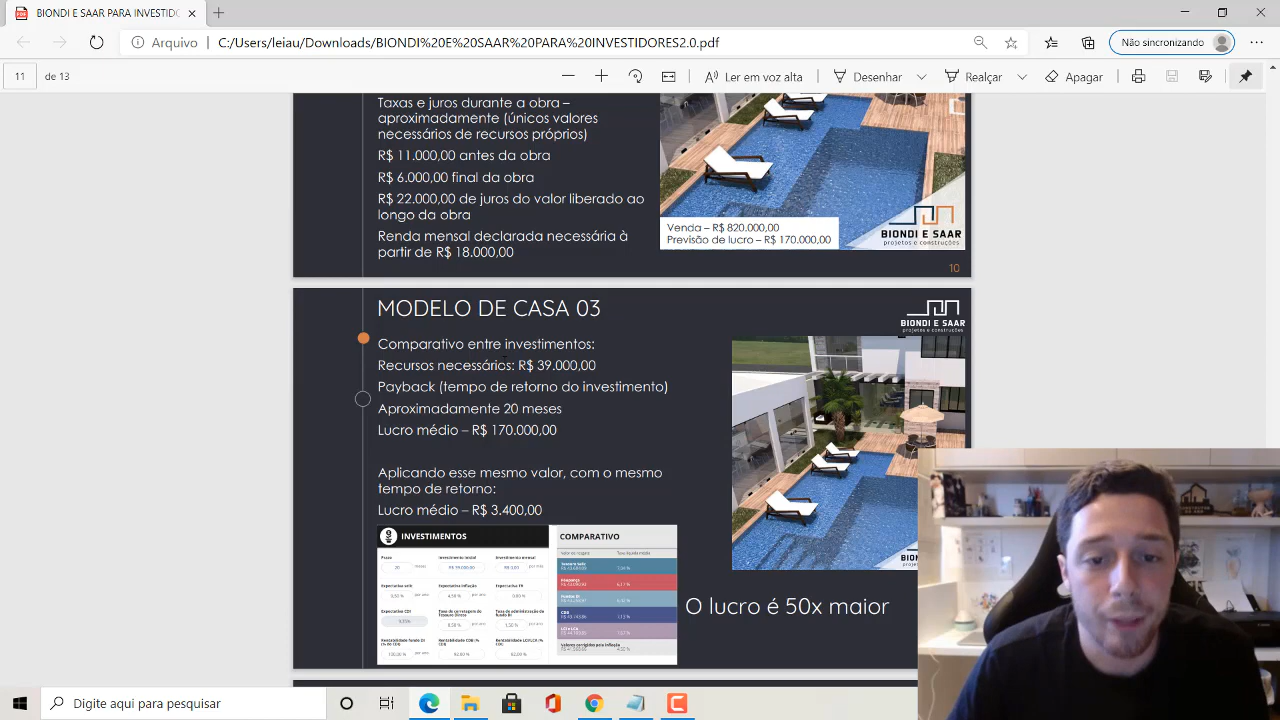 BIONDI E SAAR PARA INVESTIDO
Arquivo
C:/Users/leiau/Downloads/BIONDI%20E%20SAAR%20PARA%20INVESTIDORES2.0.pdf
Não sincronizando
11 de 13
Ler em voz alta
Desenhar
Realçar
Apagar
Taxas e juros durante a obra –
aproximadamente (únicos valores
necessários de recursos próprios)
R$ 11.000,00 antes da obra
R$ 6.000,00 final da obra
R$ 22.000,00 de juros do valor liberado ao
longo da obra
Renda mensal declarada necessária à
partir de R$ 18.000,00
Venda – R$ 820.000,00
Previsão de lucro – R$ 170.000,00
BIONDI E SAAR
projetos e construções
10
MODELO DE CASA 03
BIONDI E SAAR
projetos e construções
Comparativo entre investimentos:
Recursos necessários: R$ 39.000,00
Payback (tempo de retorno do investimento)
Aproximadamente 20 meses
Lucro médio – R$ 170.000,00
Aplicando esse mesmo valor, com o mesmo
tempo de retorno:
Lucro médio – R$ 3.400,00
INVESTIMENTOS
COMPARATIVO
O lucro é 50x maior
Digite aqui para pesquisar